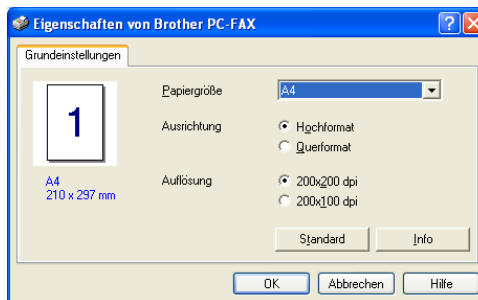 Eigenschaften von Brother PC-FAX
Grundeinstellungen
1
A4
210 x 297 mm
Papiergröße
A4
Ausrichtung
Hochformat
Querformat
Auflösung
200x200 dpi
200x100 dpi
Standard
Info
OK
Abbrechen
Hilfe